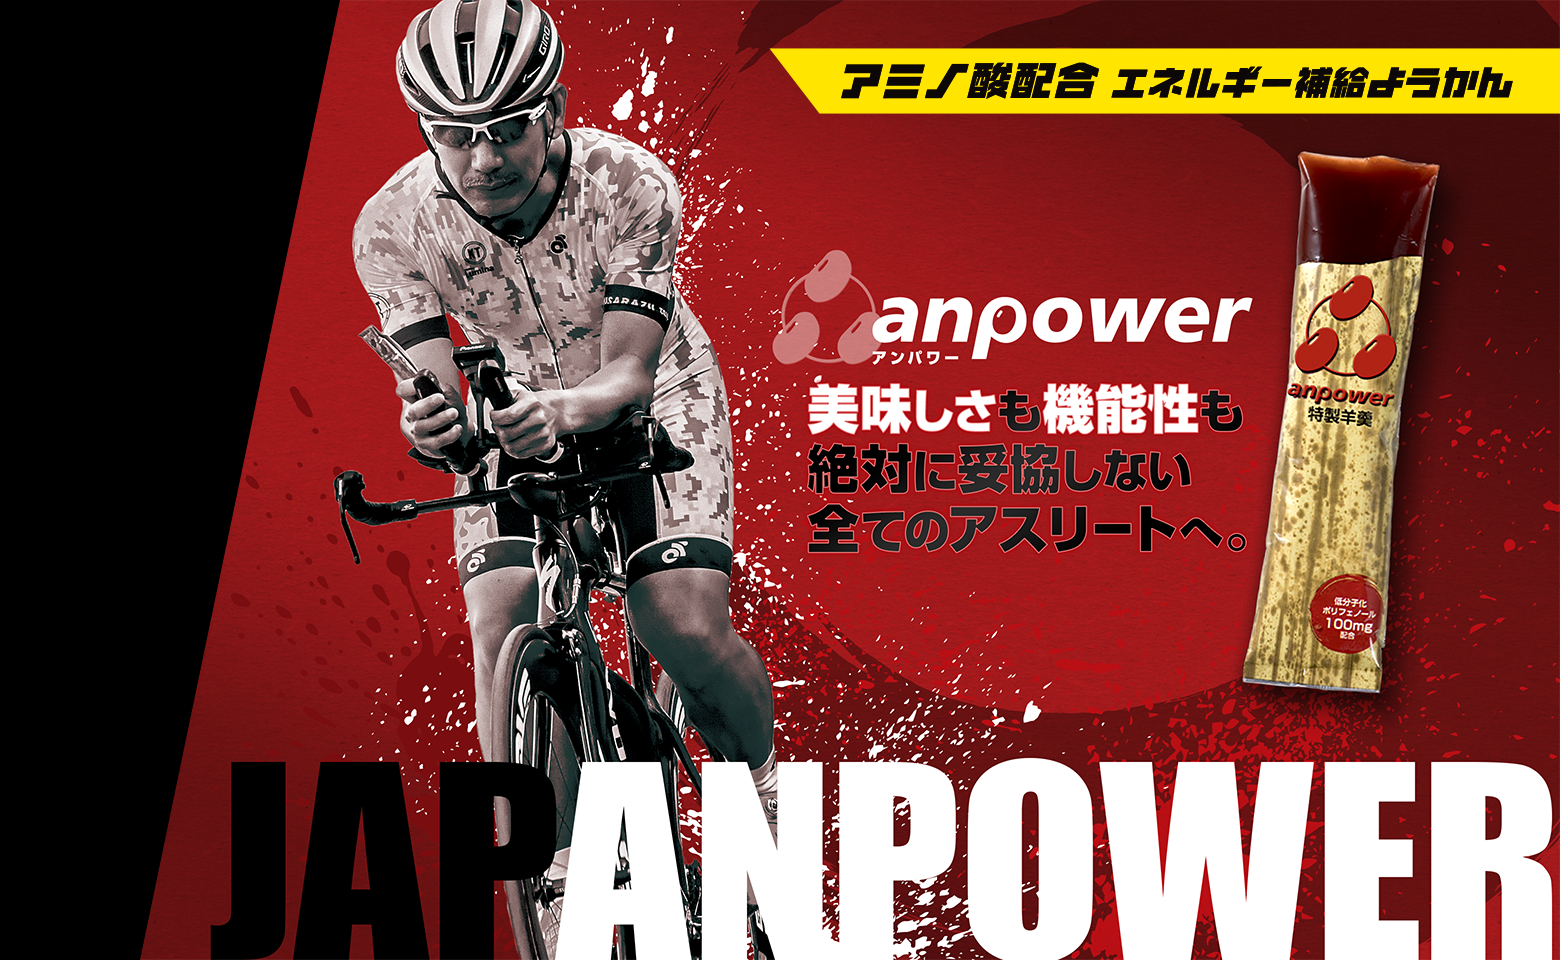 アミノ酸配合 エネルギー補給ようかん
anpower
アンパワー
美味しさも機能性も
絶対に妥協しない
全てのアスリートへ。
anpower
特製羊羹
低分子化
ポリフェノール
100mg
配合
GIRO
NT
JAPANPOWER